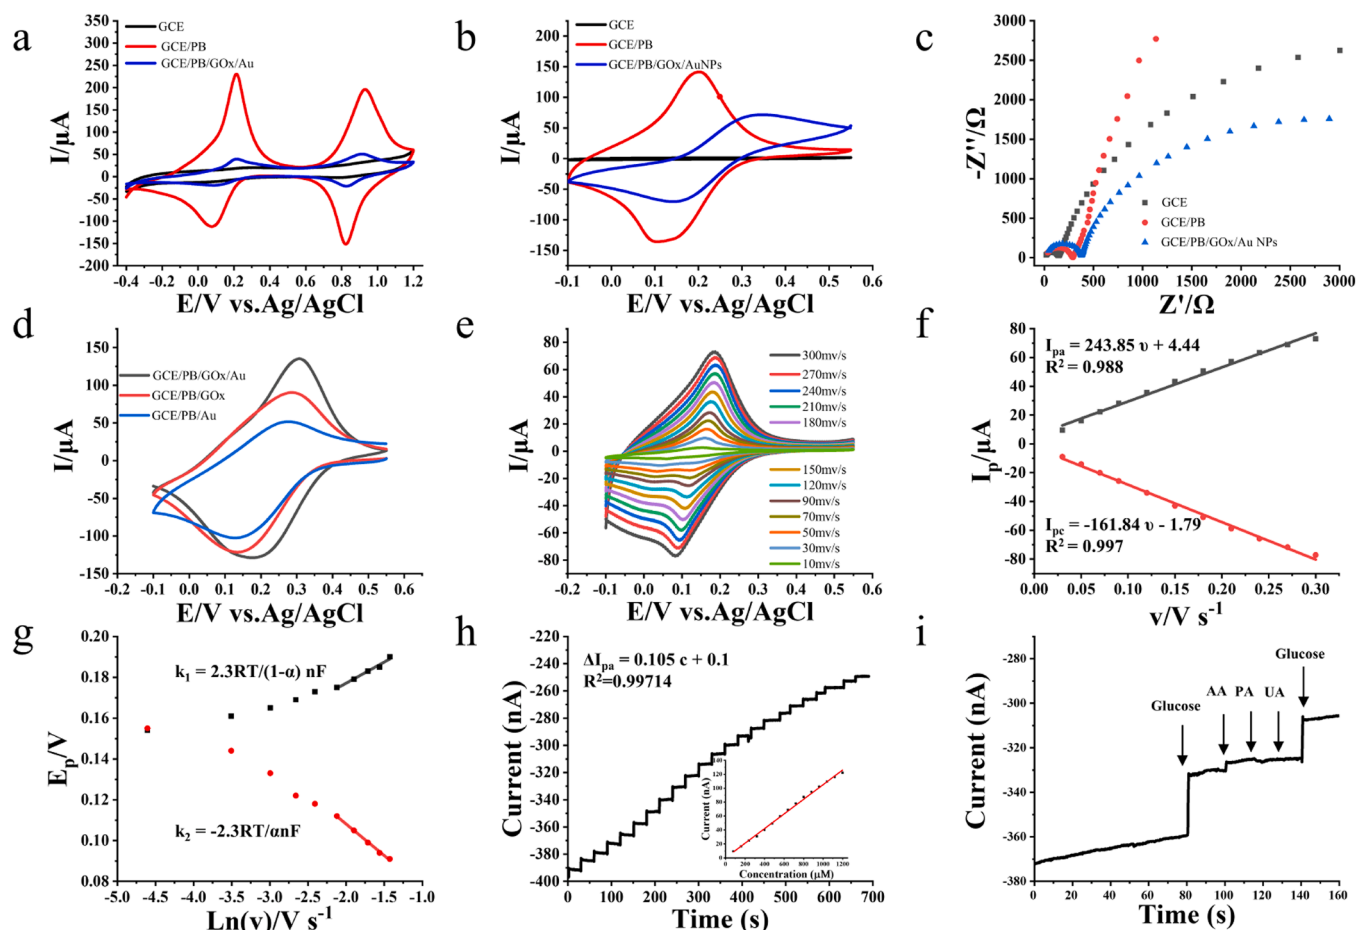 a
350
300
250
200
150
100
50
0
-50
-100
-150
-200
I/μA
GCE
GCE/PB
GCE/PB/GOx/Au
-0.4 -0.2 0.0 0.2 0.4 0.6 0.8 1.0 1.2
E/V vs.Ag/AgCl
b
200
150
100
50
0
-50
-100
-150
I/μA
GCE
GCE/PB
GCE/PB/GOx/AuNPs
-0.1 0.0 0.1 0.2 0.3 0.4 0.5 0.6
E/V vs.Ag/AgCl
c
3000
2500
2000
1500
1000
500
0
-Z''/Ω
GCE
GCE/PB
GCE/PB/GOx/Au NPs
0 500 1000 1500 2000 2500 3000
Z'/Ω
d
150
100
50
0
-50
-100
-150
I/μA
GCE/PB/GOx/Au
GCE/PB/GOx
GCE/PB/Au
-0.1 0.0 0.1 0.2 0.3 0.4 0.5 0.6
E/V vs.Ag/AgCl
e
80
60
40
20
0
-20
-40
-60
-80
I/μA
300mv/s
270mv/s
240mv/s
210mv/s
180mv/s
150mv/s
120mv/s
90mv/s
70mv/s
50mv/s
30mv/s
10mv/s
-0.2 -0.1 0.0 0.1 0.2 0.3 0.4 0.5 0.6
E/V vs.Ag/AgCl
f
80
60
40
20
0
-20
-40
-60
-80
Ip/μA
Ipa = 243.85 υ + 4.44
R² = 0.988
Ipc = -161.84 υ - 1.79
R² = 0.997
0.00 0.05 0.10 0.15 0.20 0.25 0.30
v/V s⁻¹
g
0.20
0.18
0.16
0.14
0.12
0.10
0.08
Ep/V
k₁ = 2.3RT/(1-α) nF
k₂ = -2.3RT/αnF
-5.0 -4.5 -4.0 -3.5 -3.0 -2.5 -2.0 -1.5 -1.0
Ln(v)/V s⁻¹
h
-220
-240
-260
-280
-300
-320
-340
-360
-380
-400
Current (nA)
ΔIpa = 0.105 c + 0.1
R²=0.99714
140
120
100
80
60
40
20
0
Current (nA)
0 200 400 600 800 1000 1200
Concentration (μM)
0 100 200 300 400 500 600 700
Time (s)
i
-280
-300
-320
-340
-360
-380
Current (nA)
Glucose
AA PA UA
Glucose
0 20 40 60 80 100 120 140 160
Time (s)